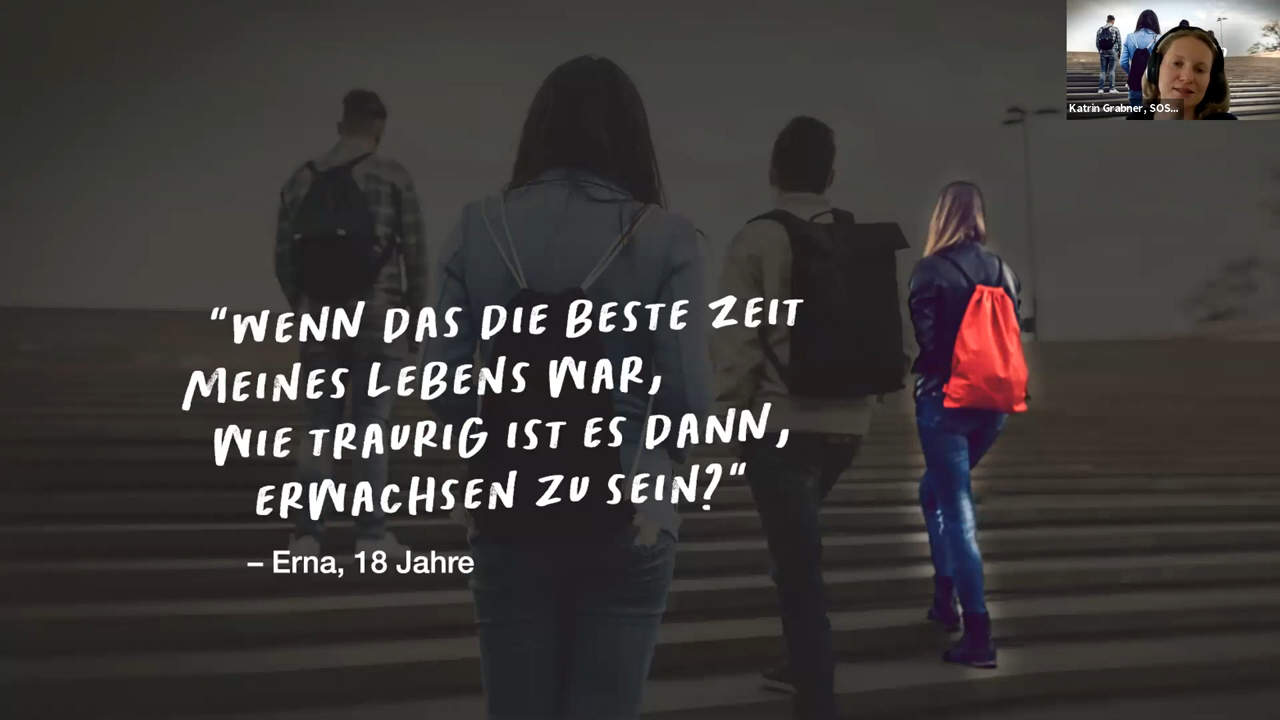 Katrin Grabner, SOS...
“WENN DAS DIE BESTE ZEIT
MEINES LEBENS WAR,
WIE TRAURIG IST ES DANN,
ERWACHSEN ZU SEIN?“
– Erna, 18 Jahre